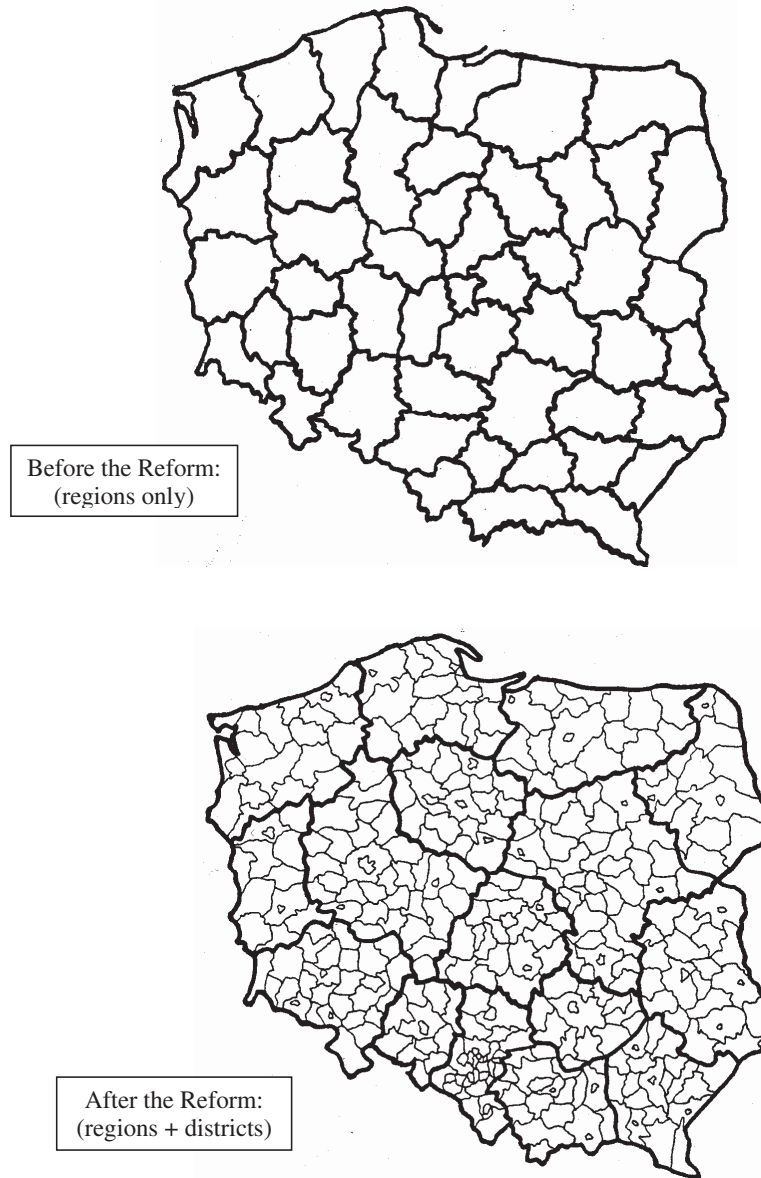 Before the Reform:
(regions only)
After the Reform:
(regions + districts)